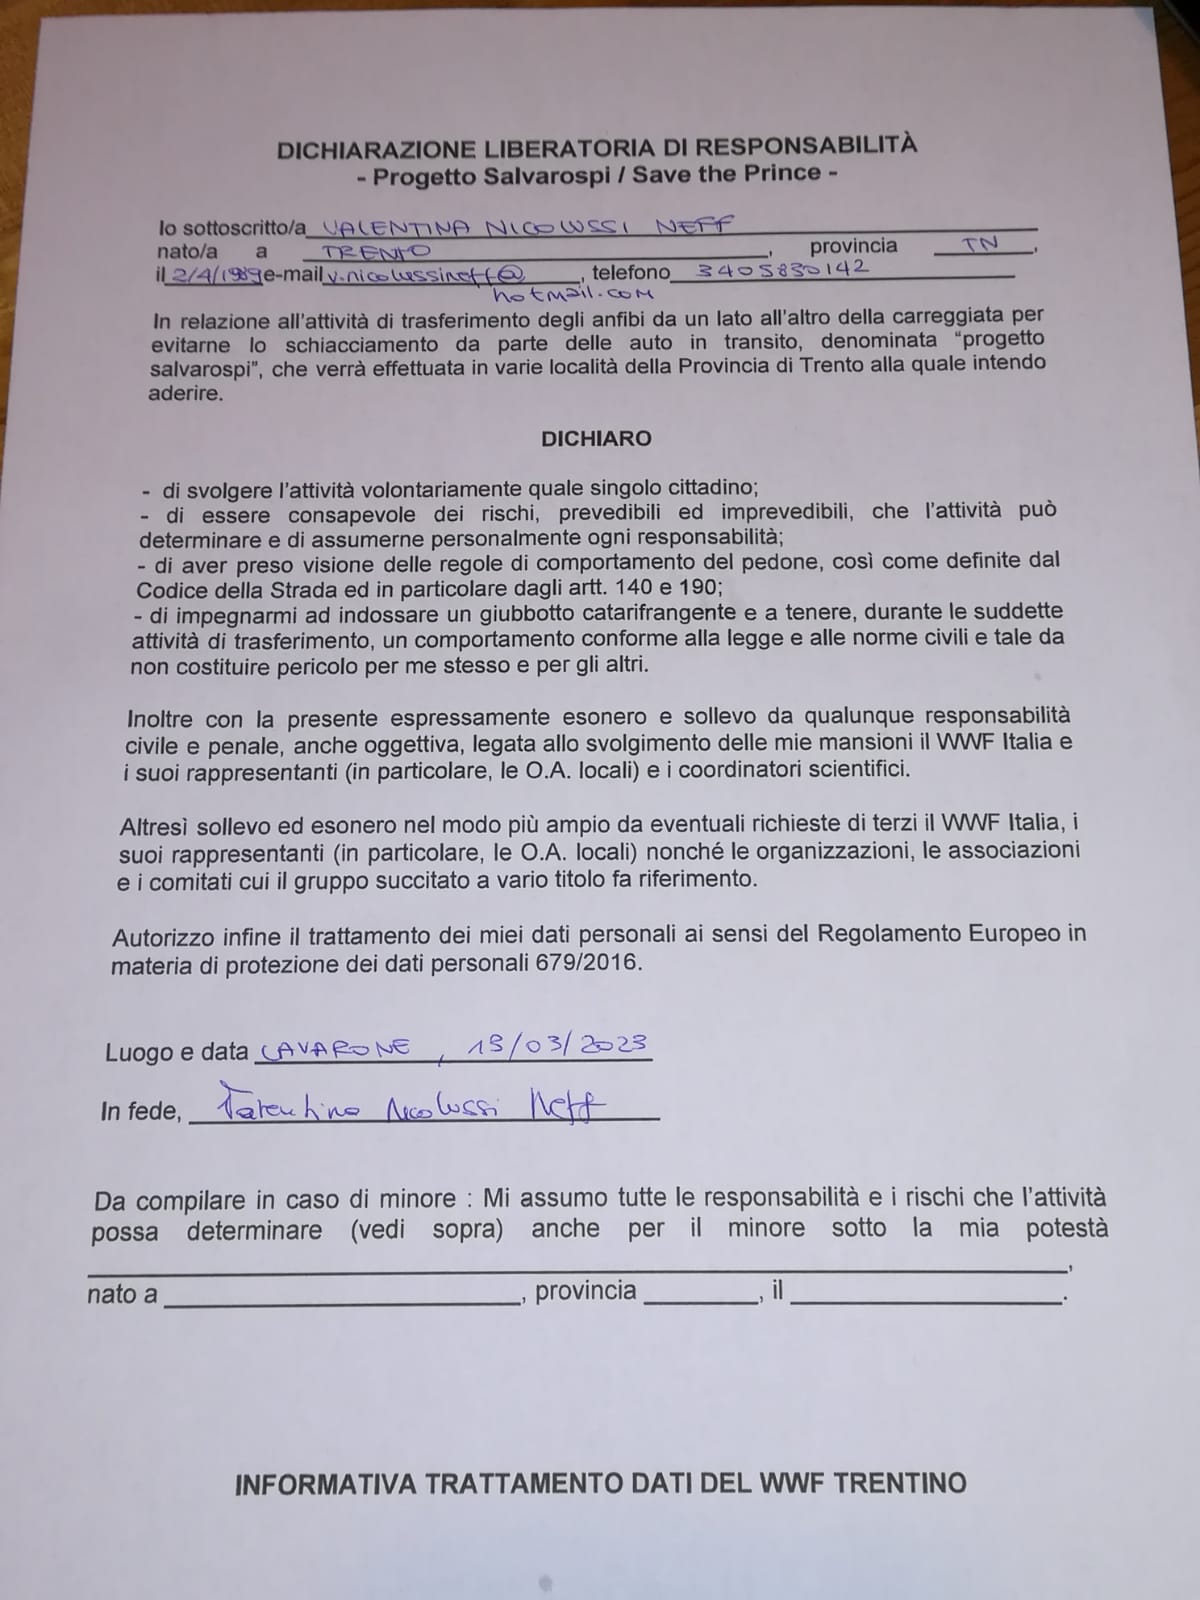 DICHIARAZIONE LIBERATORIA DI RESPONSABILITÀ
- Progetto Salvarospi / Save the Prince -
Io sottoscritto/a VALENTINA NICOLUSSI NEFF
nato/a a TRENTO, provincia TN,
il 2/4/1989 e-mail v.nicolussineff@, telefono 3405830142
hotmail.com
In relazione all'attività di trasferimento degli anfibi da un lato all'altro della carreggiata per
evitarne lo schiacciamento da parte delle auto in transito, denominata "progetto
salvarospi", che verrà effettuata in varie località della Provincia di Trento alla quale intendo
aderire.
DICHIARO
- di svolgere l'attività volontariamente quale singolo cittadino;
- di essere consapevole dei rischi, prevedibili ed imprevedibili, che l'attività può
determinare e di assumerne personalmente ogni responsabilità;
- di aver preso visione delle regole di comportamento del pedone, così come definite dal
Codice della Strada ed in particolare dagli artt. 140 e 190;
- di impegnarmi ad indossare un giubbotto catarifrangente e a tenere, durante le suddette
attività di trasferimento, un comportamento conforme alla legge e alle norme civili e tale da
non costituire pericolo per me stesso e per gli altri.
Inoltre con la presente espressamente esonero e sollevo da qualunque responsabilità
civile e penale, anche oggettiva, legata allo svolgimento delle mie mansioni il WWF Italia e
i suoi rappresentanti (in particolare, le O.A. locali) e i coordinatori scientifici.
Altresì sollevo ed esonero nel modo più ampio da eventuali richieste di terzi il WWF Italia, i
suoi rappresentanti (in particolare, le O.A. locali) nonché le organizzazioni, le associazioni
e i comitati cui il gruppo succitato a vario titolo fa riferimento.
Autorizzo infine il trattamento dei miei dati personali ai sensi del Regolamento Europeo in
materia di protezione dei dati personali 679/2016.
Luogo e data LAVARONE, 19/03/2023
In fede, Valentina Nicolussi Neff
Da compilare in caso di minore : Mi assumo tutte le responsabilità e i rischi che l'attività
possa determinare (vedi sopra) anche per il minore sotto la mia potestà
,
nato a , provincia , il .
INFORMATIVA TRATTAMENTO DATI DEL WWF TRENTINO